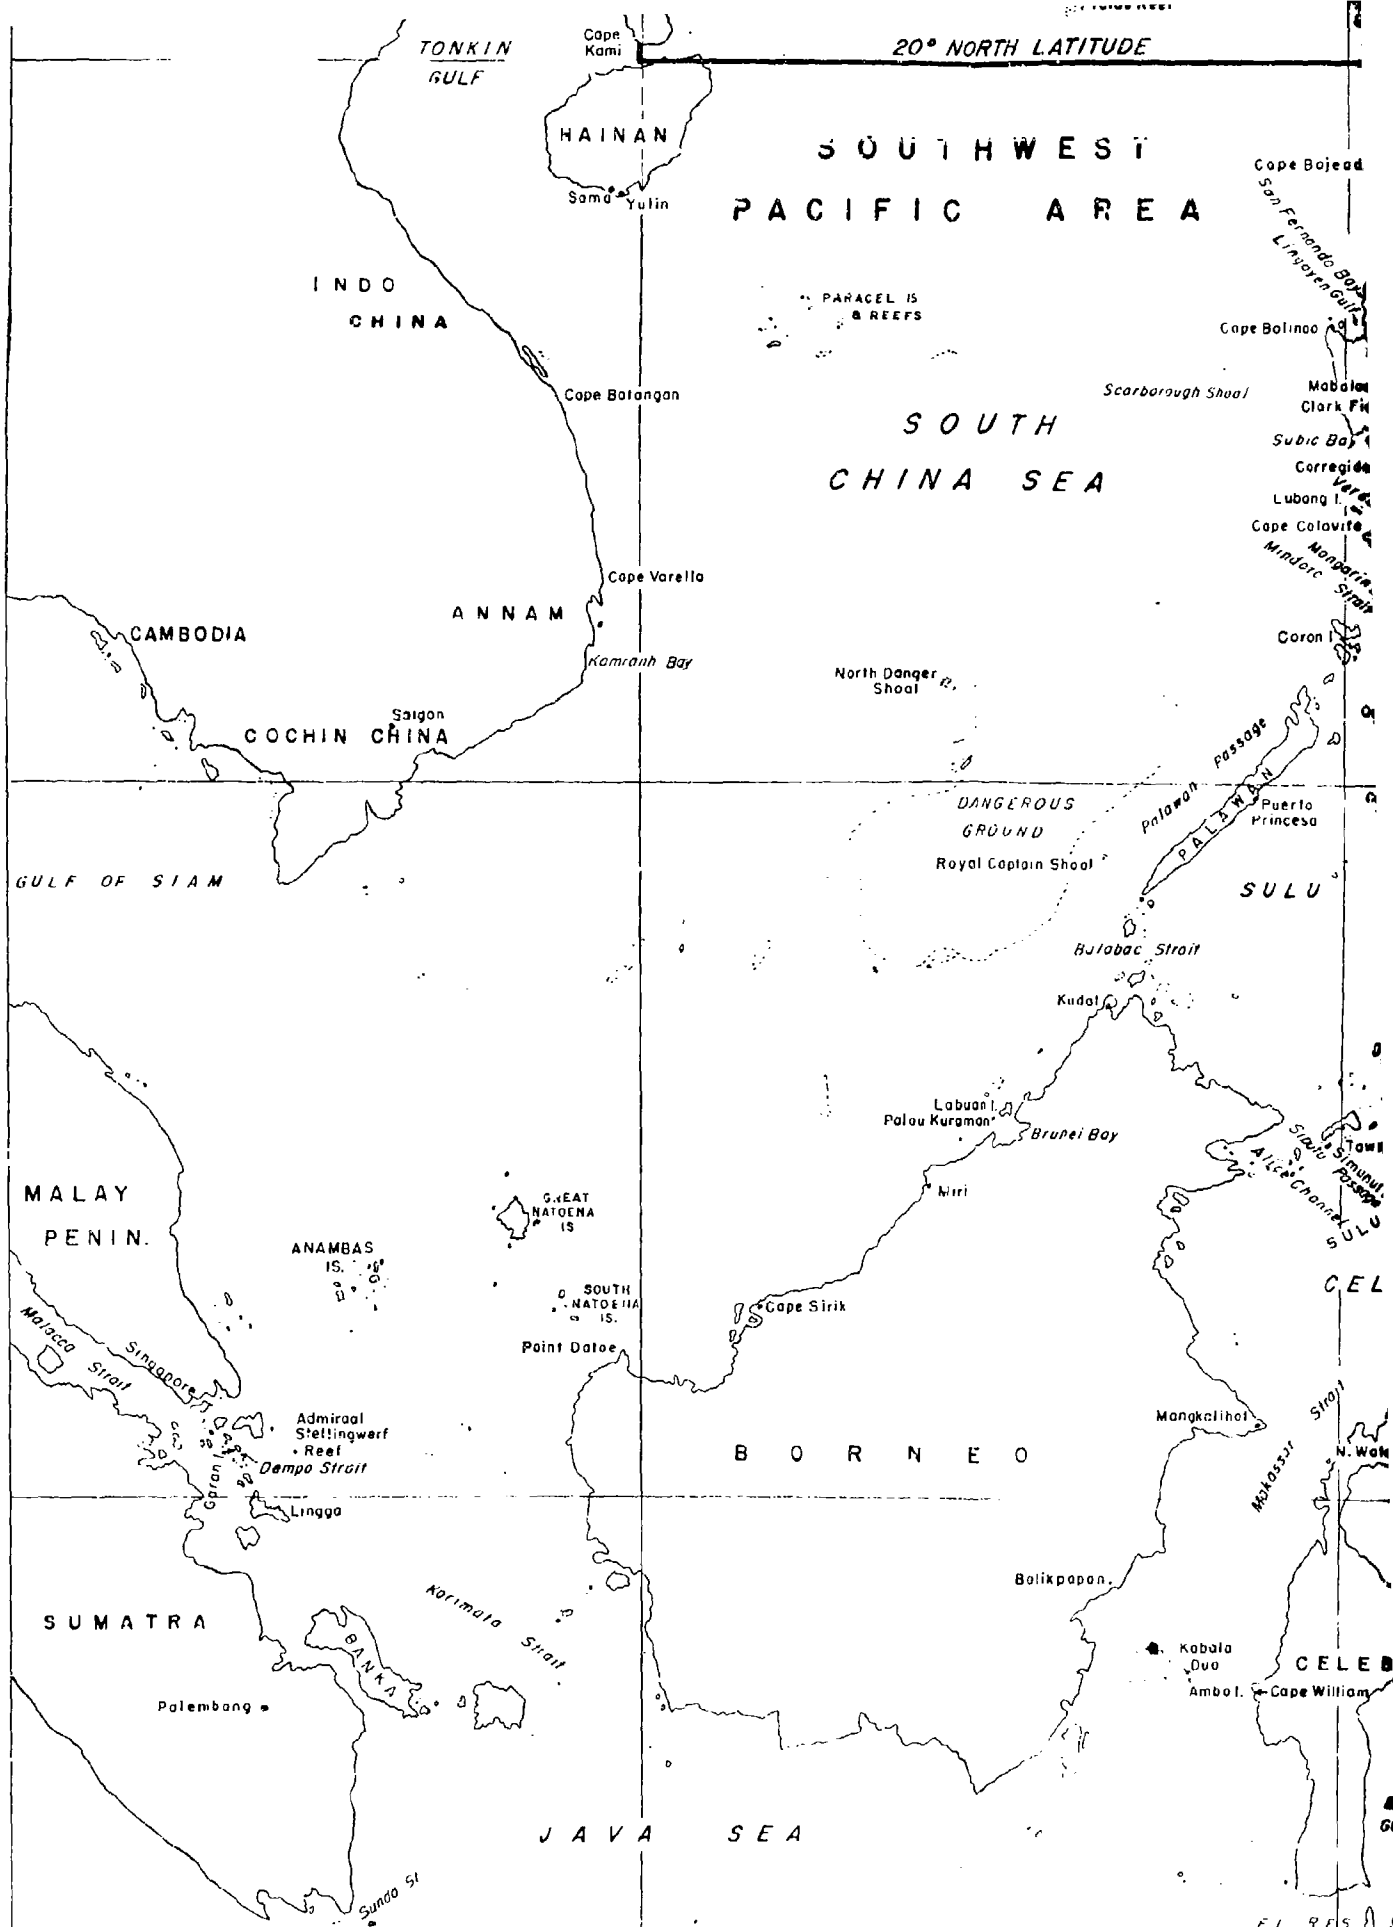 TONKIN
GULF
Cape
Kami
20° NORTH LATITUDE
HAINAN
Sama
Yulin
SOUTHWEST
PACIFIC AREA
Cape Bojead
San Fernando Bay
Lingayen Gulf
INDO
CHINA
PARACEL IS
& REEFS
Cape Bolinao
Cape Batangan
Scarborough Shoal
Clark
SOUTH
CHINA SEA
Subic Bay
Lubang I.
Cape Calavite
Mindoro Strait
Cape Varella
ANNAM
CAMBODIA
Coron I
Kamranh Bay
North Danger
Shoal
Saigon
COCHIN CHINA
Palawan Passage
PALAWAN
Puerto
Princesa
DANGEROUS
GROUND
Royal Captain Shoal
GULF OF SIAM
SULU
Balabac Strait
Kudat
Labuan I.
Palau Kuraman
Brunei Bay
Sibutu Passage
Alice Channel
SULU
MALAY
PENIN.
Miri
GREAT
NATOENA
IS
ANAMBAS
IS.
SOUTH
NATOENA
IS.
CEL
Cape Sirik
Point Datoe
Malacca Strait
Singapore
Admiraal
Stellingwerf
Reef
Dempo Strait
Garan I
Lingga
BORNEO
Mangkalihat
Makassar Strait
Balikpapan
SUMATRA
Karimata Strait
BANKA
Palembang
Kabala
Dua
CELEB
Ambo I.
Cape William
JAVA SEA
Sunda St